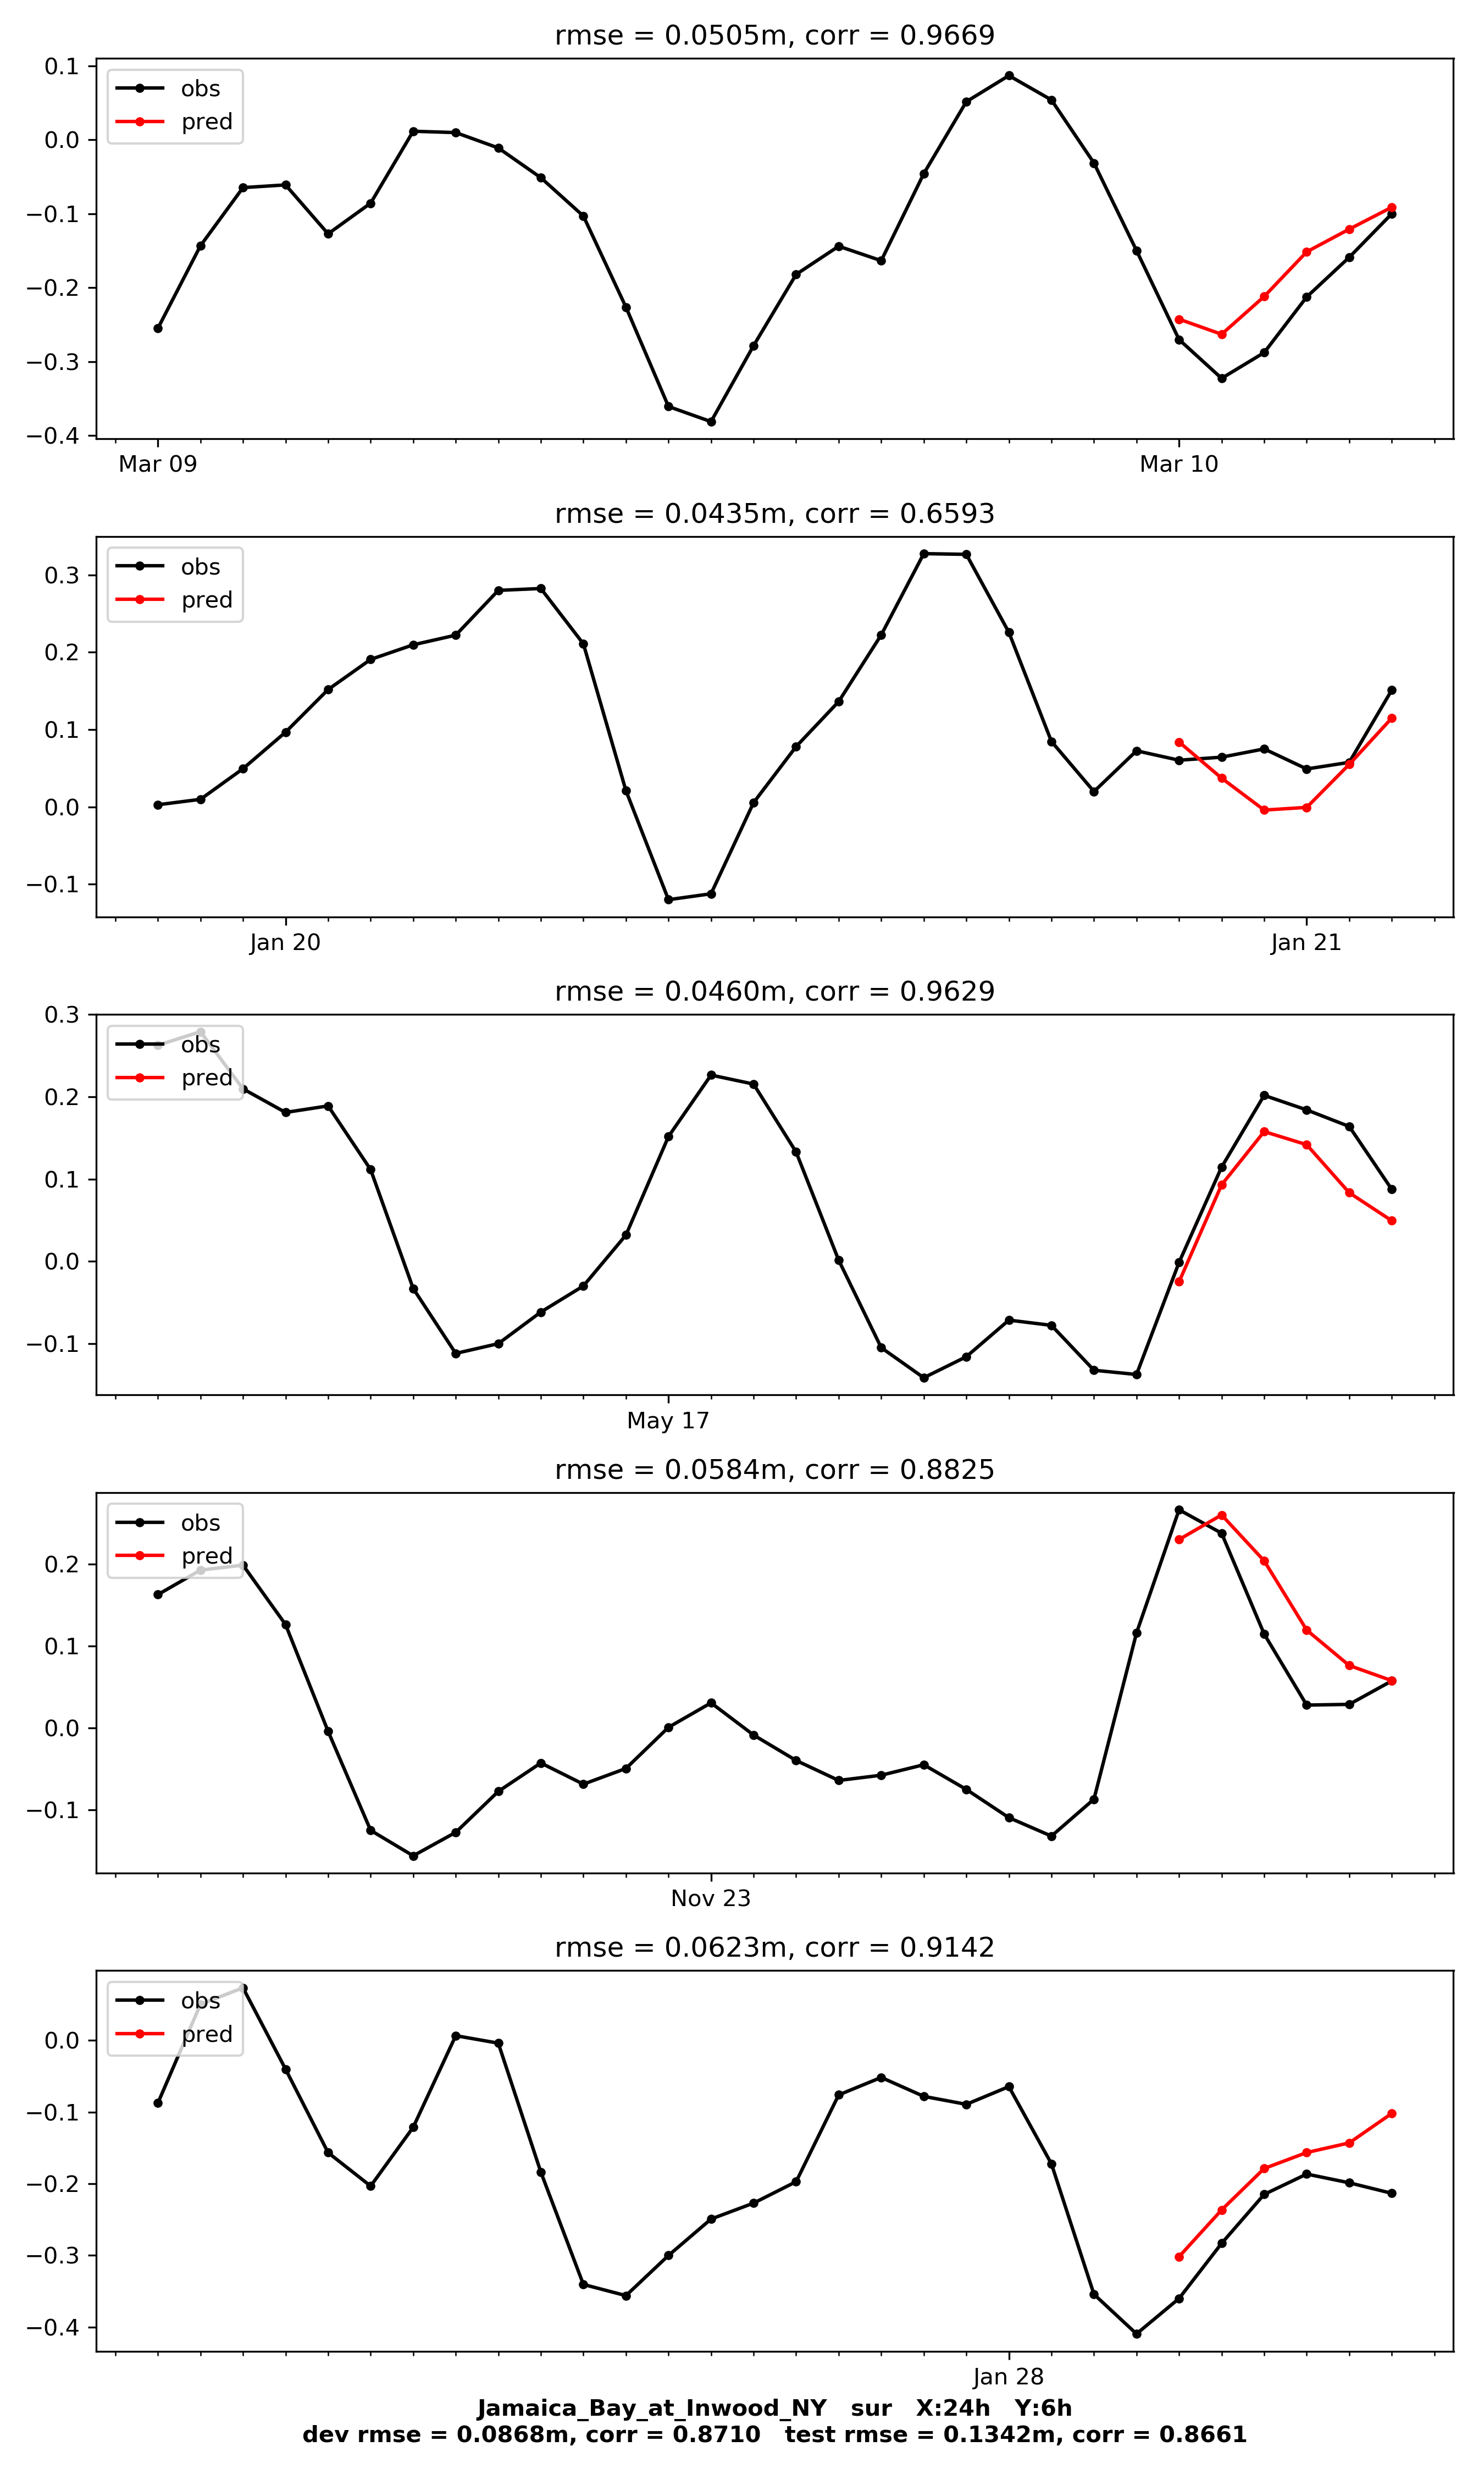 rmse = 0.0505m, corr = 0.9669
0.1
obs
0.0
pred
−0.1
−0.2
−0.3
−0.4
Mar 09 Mar 10
rmse = 0.0435m, corr = 0.6593
0.3
obs
pred
0.2
0.1
0.0
−0.1
Jan 20 Jan 21
rmse = 0.0460m, corr = 0.9629
0.3
obs
pred
0.2
0.1
0.0
−0.1
May 17
rmse = 0.0584m, corr = 0.8825
obs
pred
0.2
0.1
0.0
−0.1
Nov 23
rmse = 0.0623m, corr = 0.9142
obs
pred
0.0
−0.1
−0.2
−0.3
−0.4
Jan 28
Jamaica_Bay_at_Inwood_NY sur X:24h Y:6h
dev rmse = 0.0868m, corr = 0.8710 test rmse = 0.1342m, corr = 0.8661